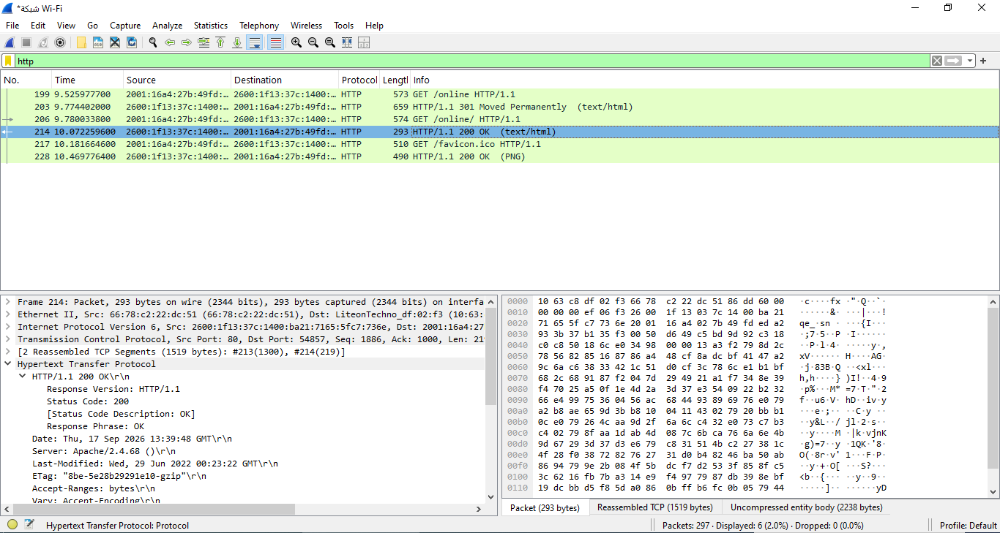 *شبكة Wi-Fi
File Edit View Go Capture Analyze Statistics Telephony Wireless Tools Help
http
No. Time Source Destination Protocol Lengtl Info
199 9.525977700 2001:16a4:27b:49fd:… 2600:1f13:37c:1400:… HTTP 573 GET /online HTTP/1.1
203 9.774402000 2600:1f13:37c:1400:… 2001:16a4:27b:49fd:… HTTP 659 HTTP/1.1 301 Moved Permanently (text/html)
206 9.780033800 2001:16a4:27b:49fd:… 2600:1f13:37c:1400:… HTTP 574 GET /online/ HTTP/1.1
214 10.072259600 2600:1f13:37c:1400:… 2001:16a4:27b:49fd:… HTTP 293 HTTP/1.1 200 OK (text/html)
217 10.181664600 2001:16a4:27b:49fd:… 2600:1f13:37c:1400:… HTTP 510 GET /favicon.ico HTTP/1.1
228 10.469776400 2600:1f13:37c:1400:… 2001:16a4:27b:49fd:… HTTP 490 HTTP/1.1 200 OK (PNG)
Frame 214: Packet, 293 bytes on wire (2344 bits), 293 bytes captured (2344 bits) on interfa
Ethernet II, Src: 66:78:c2:22:dc:51 (66:78:c2:22:dc:51), Dst: LiteonTechno_df:02:f3 (10:63:
Internet Protocol Version 6, Src: 2600:1f13:37c:1400:ba21:7165:5fc7:736e, Dst: 2001:16a4:27
Transmission Control Protocol, Src Port: 80, Dst Port: 54857, Seq: 1886, Ack: 1000, Len: 21
[2 Reassembled TCP Segments (1519 bytes): #213(1300), #214(219)]
Hypertext Transfer Protocol
HTTP/1.1 200 OK\r\n
Response Version: HTTP/1.1
Status Code: 200
[Status Code Description: OK]
Response Phrase: OK
Date: Thu, 17 Sep 2026 13:39:48 GMT\r\n
Server: Apache/2.4.68 ()\r\n
Last-Modified: Wed, 29 Jun 2022 00:23:22 GMT\r\n
ETag: "8be-5e28b29291e10-gzip"\r\n
Accept-Ranges: bytes\r\n
Vary: Accept-Encoding\r\n
0000 10 63 c8 df 02 f3 66 78 c2 22 dc 51 86 dd 60 00 ·c····fx ·"·Q··`·
0010 00 00 00 ef 06 f3 26 00 1f 13 03 7c 14 00 ba 21 ······&· ···|···!
0020 71 65 5f c7 73 6e 20 01 16 a4 02 7b 49 fd ed a2 qe_·sn · ···{I···
0030 93 3b 37 b1 35 f3 00 50 d6 49 c5 bd 9d 92 c3 18 ·;7·5··P ·I······
0040 c0 c8 50 18 6c e0 34 98 00 00 13 a3 f2 79 8d 2c ··P·l·4· ·····y·,
0050 78 56 82 85 16 87 86 a4 48 cf 8a dc bf 41 47 a2 xV······ H····AG·
0060 9c 6a c6 38 33 42 1c 51 d0 cf 3c 78 6c e1 b1 bf ·j·83B·Q ··<xl···
0070 68 2c 68 91 87 f2 04 7d 29 49 21 a1 f7 34 8e 39 h,h····} )I!··4·9
0080 f4 70 25 a5 0f 1e 4d 2a 3d 37 e3 54 09 22 b2 32 ·p%···M* =7·T·"·2
0090 66 e4 99 75 36 04 56 ac 68 44 93 89 69 76 e0 79 f··u6·V· hD··iv·y
00a0 a2 b8 ae 65 9d 3b b3 b8 10 04 11 43 02 79 20 bb b1 ···e·;·· ···C·y ·
00b0 0c e0 79 26 4c aa 9d 2f 6a 6c c4 32 e0 73 c7 b3 ··y&L··/ jl·2·s··
00c0 c4 02 79 8f aa 1d ab 4d 08 7c 6b ca 76 6a 6e 4b ··y····M ·|k·vjnK
00d0 9d 67 29 3d 37 d3 e6 79 c8 31 51 4b c2 27 38 1c ·g)=7··y ·1QK·'8·
00e0 4f 28 f0 38 72 82 76 27 31 d0 b4 82 46 ba 50 ab O(·8r·v' 1···F·P·
00f0 86 94 79 9e 2b 08 4f 5b dc f7 d2 53 3f 85 8f c5 ··y·+·O[ ···S?···
0100 3c 62 16 fb 7b a3 14 e9 f4 97 79 87 db 39 8e bf <b··{··· ··y··9··
0110 19 dc bb d5 f8 5d a0 86 0b ff b6 fc 0b 05 79 44 ·····]·· ······yD
Packet (293 bytes) Reassembled TCP (1519 bytes) Uncompressed entity body (2238 bytes)
Hypertext Transfer Protocol: Protocol Packets: 297 · Displayed: 6 (2.0%) · Dropped: 0 (0.0%) Profile: Default